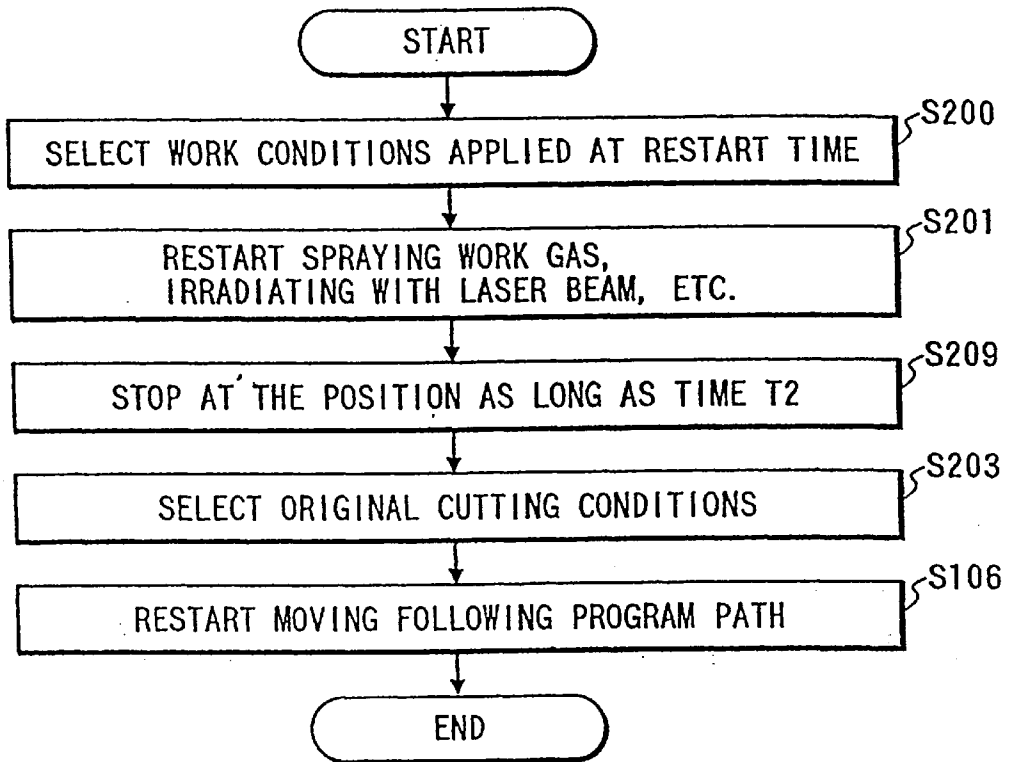 START
S200
SELECT WORK CONDITIONS APPLIED AT RESTART TIME
S201
RESTART SPRAYING WORK GAS,
IRRADIATING WITH LASER BEAM, ETC.
S209
STOP AT THE POSITION AS LONG AS TIME T2
S203
SELECT ORIGINAL CUTTING CONDITIONS
S106
RESTART MOVING FOLLOWING PROGRAM PATH
END